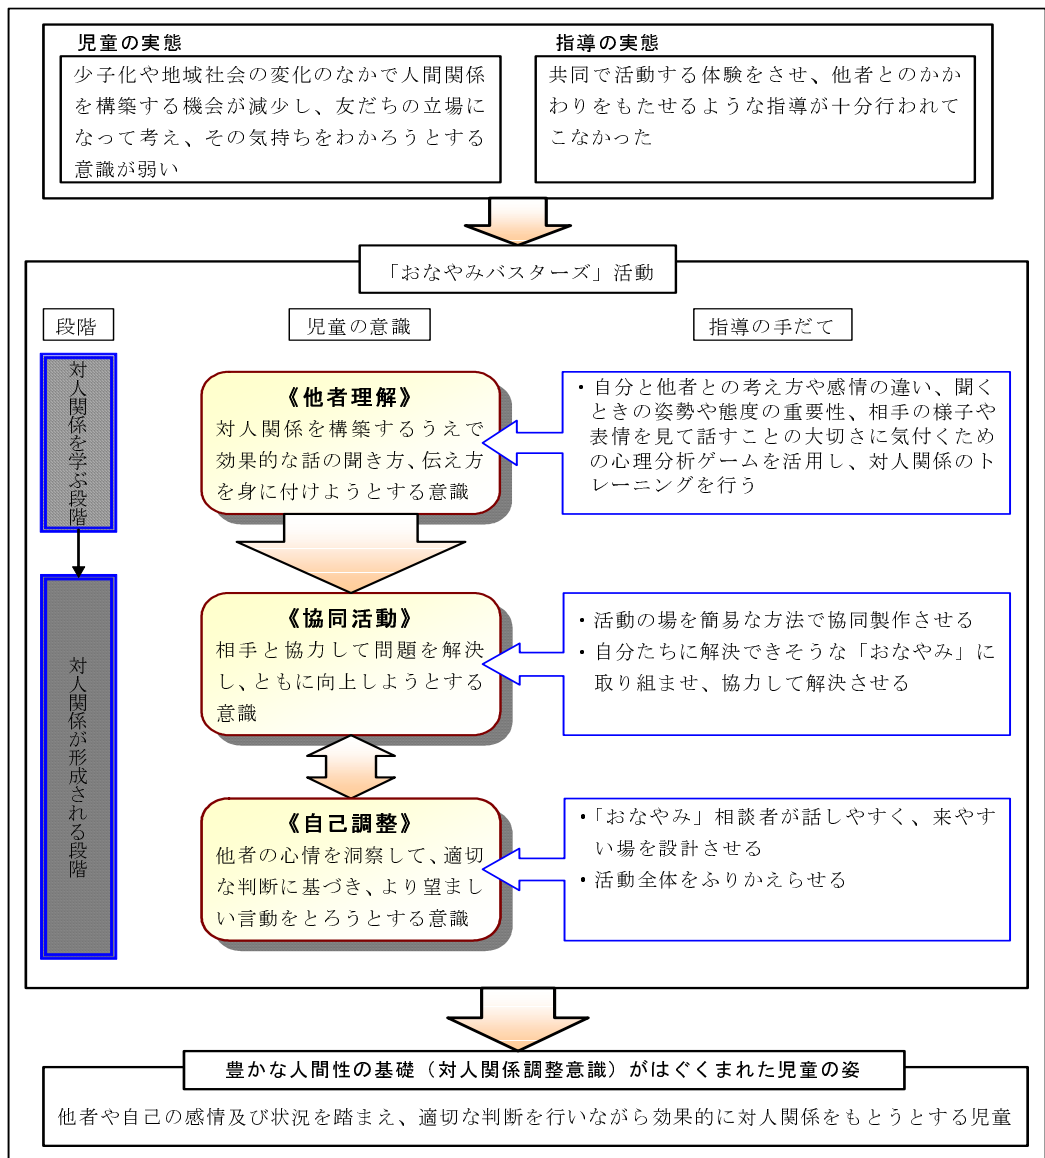 児童の実態
少子化や地域社会の変化のなかで人間関係
を構築する機会が減少し、友だちの立場に
なって考え、その気持ちをわかろうとする
意識が弱い
指導の実態
共同で活動する体験をさせ、他者とのかか
わりをもたせるような指導が十分行われて
こなかった
「おなやみバスターズ」活動
段階
児童の意識
指導の手だて
対人関係を学ぶ段階
《他者理解》
対人関係を構築するうえで
効果的な話の聞き方、伝え方
を身に付けようとする意識
・自分と他者との考え方や感情の違い、聞く
ときの姿勢や態度の重要性、相手の様子や
表情を見て話すことの大切さに気付くため
の心理分析ゲームを活用し、対人関係のト
レーニングを行う
対人関係が形成される段階
《協同活動》
相手と協力して問題を解決
し、ともに向上しようとする
意識
・活動の場を簡易な方法で協同製作させる
・自分たちに解決できそうな「おなやみ」に
取り組ませ、協力して解決させる
《自己調整》
他者の心情を洞察して、適切
な判断に基づき、より望まし
い言動をとろうとする意識
・「おなやみ」相談者が話しやすく、来やす
い場を設計させる
・活動全体をふりかえらせる
豊かな人間性の基礎（対人関係調整意識）がはぐくまれた児童の姿
他者や自己の感情及び状況を踏まえ、適切な判断を行いながら効果的に対人関係をもとうとする児童